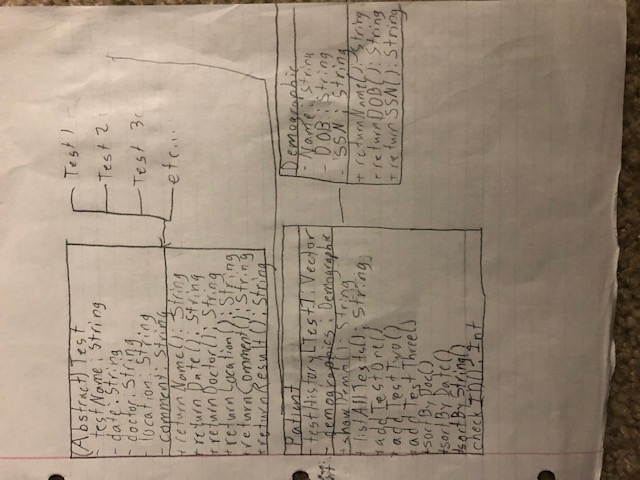 (Abstract) Test
- testName : String
- date : String
- doctor : String
- location : String
- comment : String
+ returnName() : String
+ returnDate() : String
+ returnDoctor() : String
+ returnLocation() : String
+ returnComment() : String
+ returnResult() : String
Test 1
Test 2
Test 3
etc...
Patient
- testHistory [Test] : Vector
- demographics : Demographic
+ showDemo() : String
+ listAllTests() : String
+ addTestOne()
+ addTestTwo()
+ addTestThree()
+ sortByDoc()
+ sortByDate()
+ sortByString()
checkID() : Int
Demographic
- Name : String
- DOB : String
- SSN : String
+ returnName() : String
+ returnDOB() : String
+ returnSSN() : String